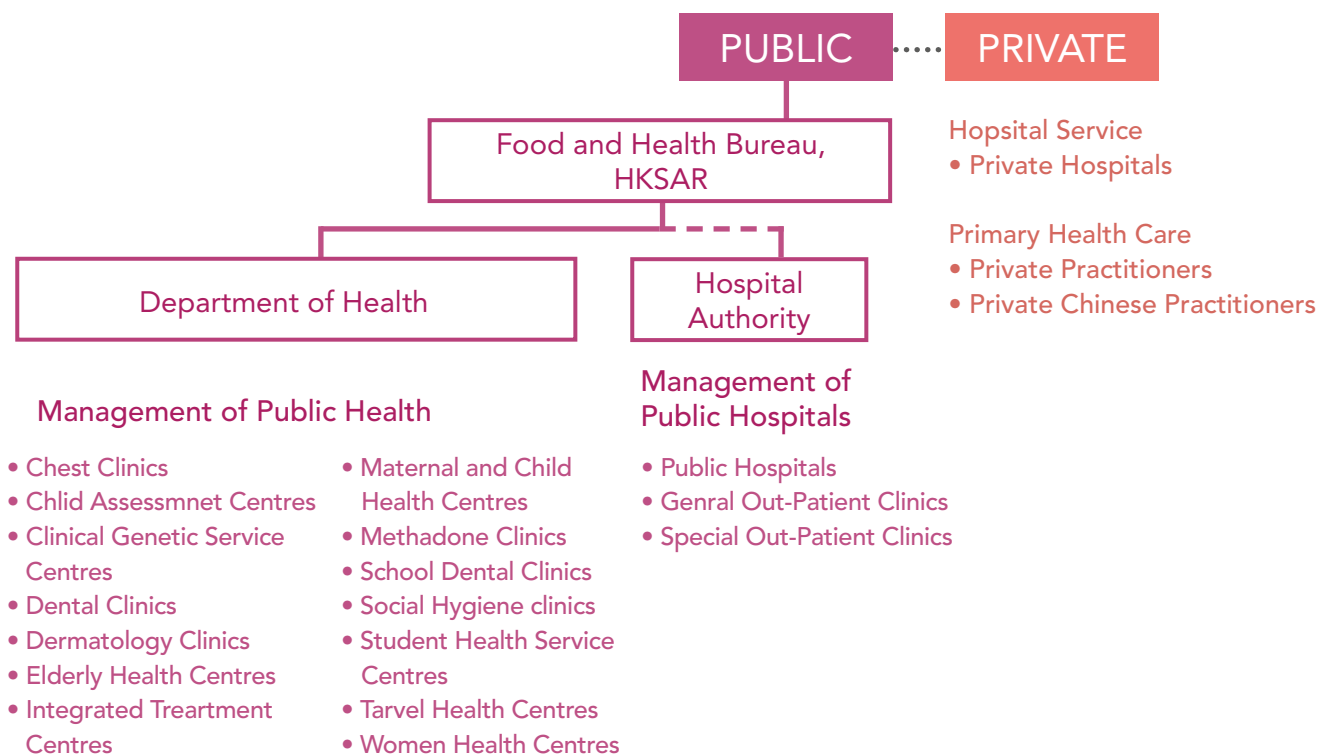 PUBLIC
PRIVATE
Food and Health Bureau,
HKSAR
Hopsital Service
• Private Hospitals
Primary Health Care
• Private Practitioners
• Private Chinese Practitioners
Department of Health
Hospital
Authority
Management of Public Health
• Chest Clinics
• Chlid Assessmnet Centres
• Clinical Genetic Service
Centres
• Dental Clinics
• Dermatology Clinics
• Elderly Health Centres
• Integrated Treartment
Centres
• Maternal and Child
Health Centres
• Methadone Clinics
• School Dental Clinics
• Social Hygiene clinics
• Student Health Service
Centres
• Tarvel Health Centres
• Women Health Centres
Management of
Public Hospitals
• Public Hospitals
• Genral Out-Patient Clinics
• Special Out-Patient Clinics